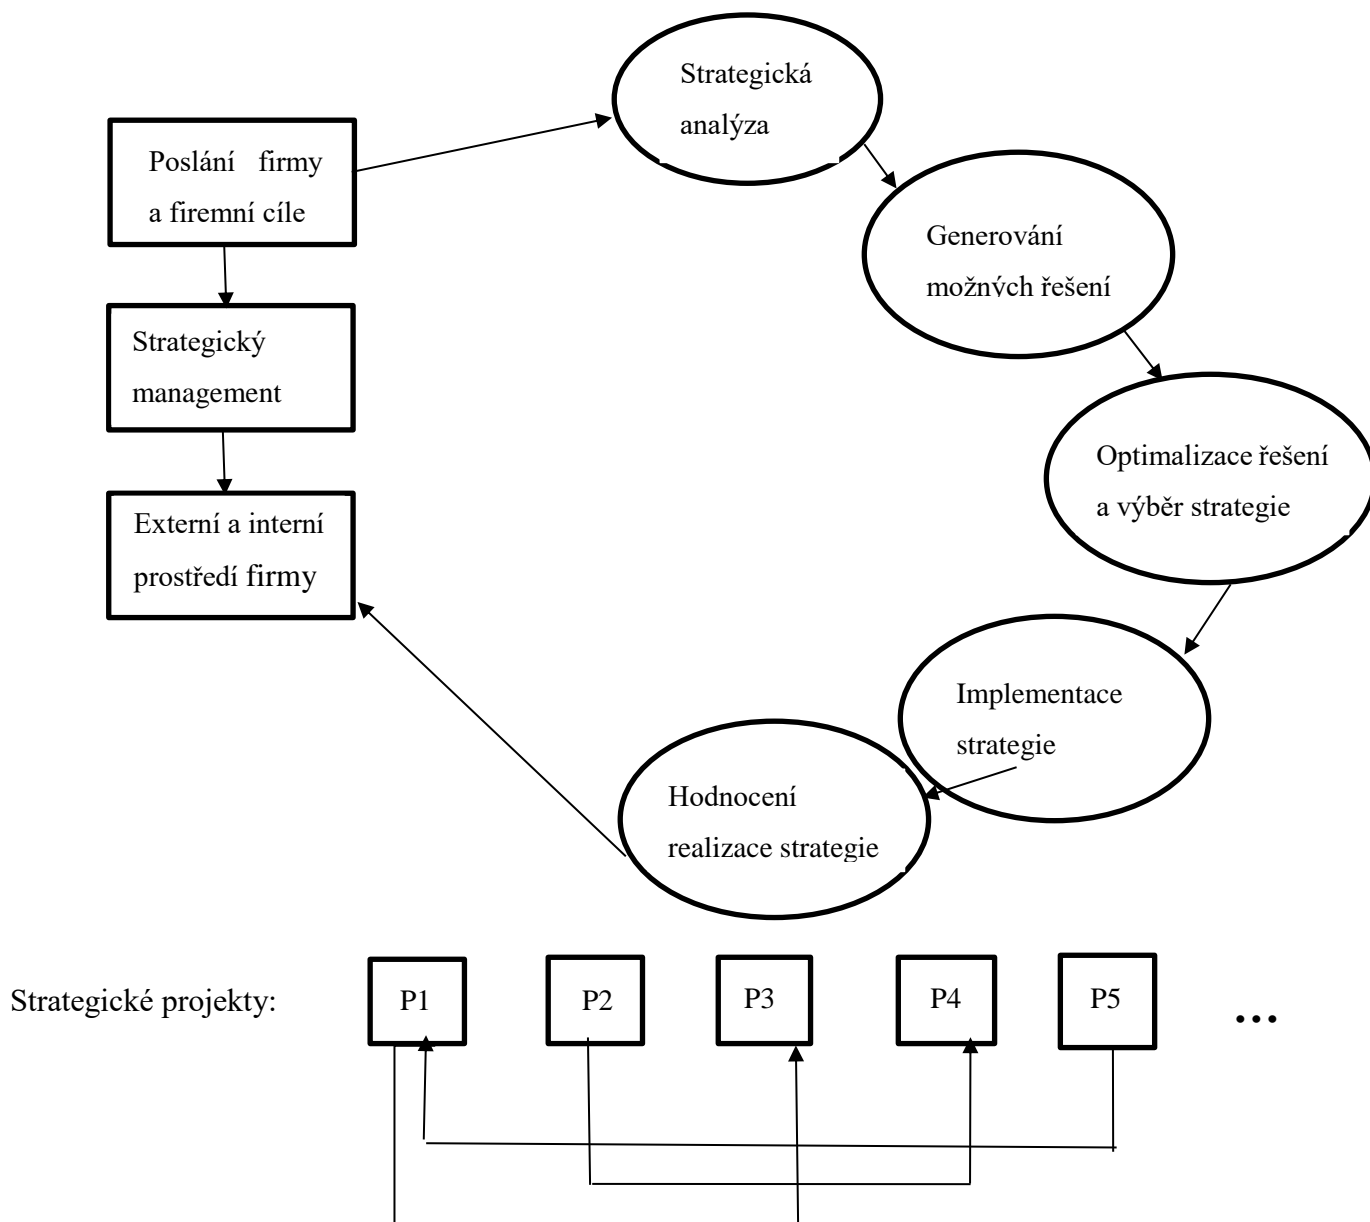 Strategická
analýza
Poslání firmy
a firemní cíle
Generování
možných řešení
Strategický
management
Optimalizace řešení
a výběr strategie
Externí a interní
prostředí firmy
Implementace
strategie
Hodnocení
realizace strategie
Strategické projekty: P1 P2 P3 P4 P5 ...